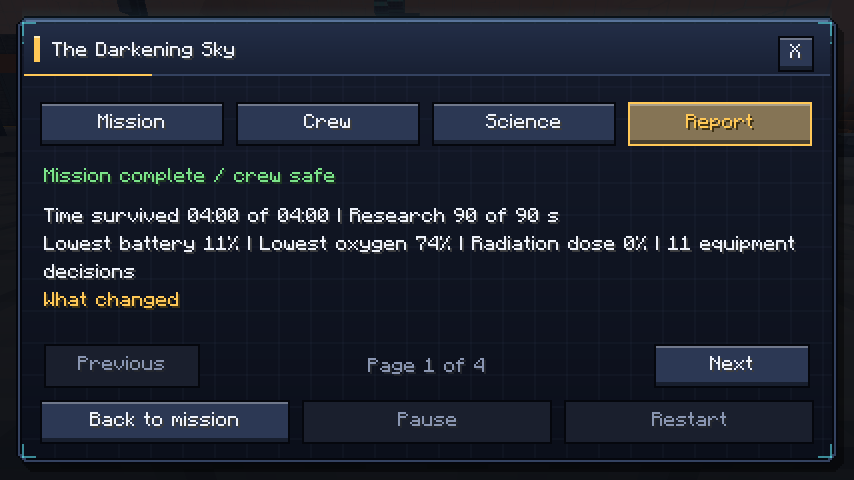 The Darkening Sky
X
Mission
Crew
Science
Report
Mission complete / crew safe
Time survived 04:00 of 04:00 | Research 90 of 90 s
Lowest battery 11% | Lowest oxygen 74% | Radiation dose 0% | 11 equipment
decisions
What changed
Previous
Page 1 of 4
Next
Back to mission
Pause
Restart